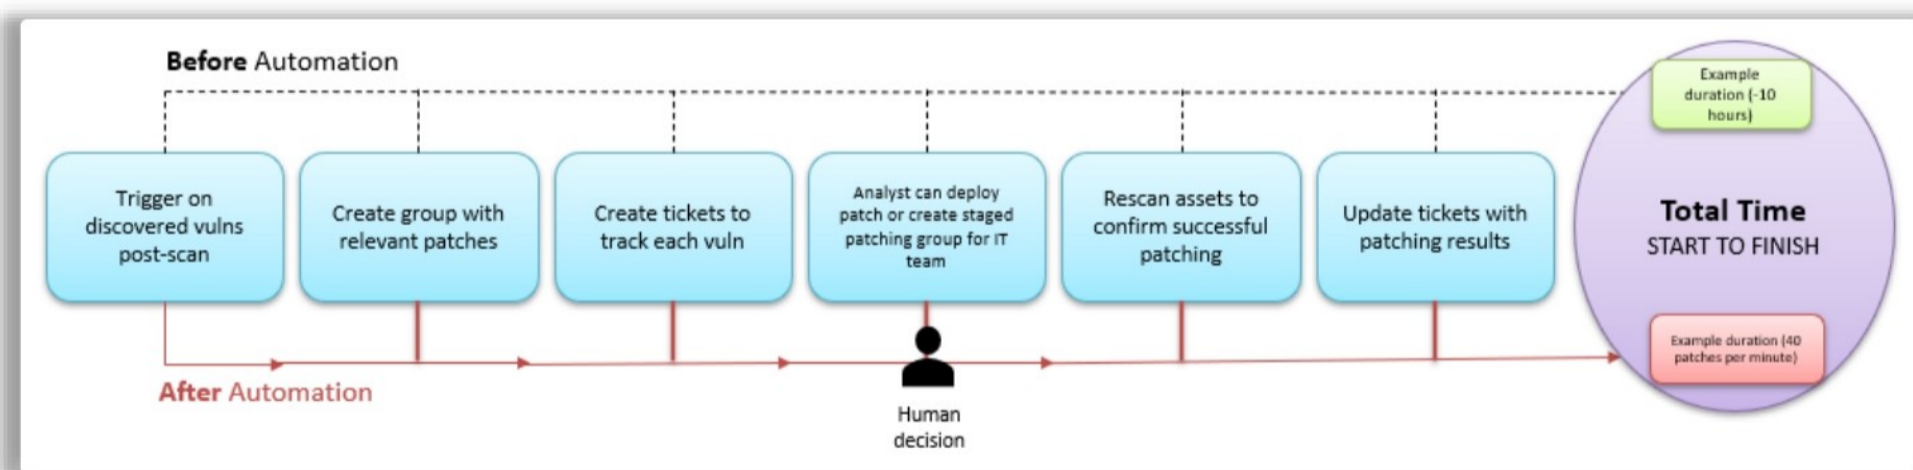 Before Automation
Example
duration (-10
hours)
Trigger on
discovered vulns
post-scan
Create group with
relevant patches
Create tickets to
track each vuln
Analyst can deploy
patch or create staged
patching group for IT
team
Rescan assets to
confirm successful
patching
Update tickets with
patching results
Total Time
START TO FINISH
Example duration (40
patches per minute)
After Automation
Human
decision